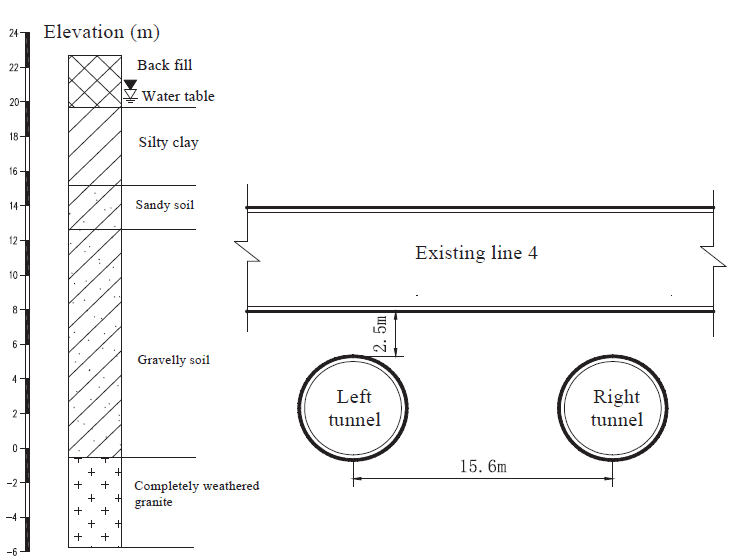 Elevation (m)
24
22
20
18
16
14
12
10
8
6
4
2
0
-2
-4
-6
Back fill
Water table
Silty clay
Sandy soil
Gravelly soil
Completely weathered
granite
Existing line 4
2.5m
Left
tunnel
Right
tunnel
15.6m